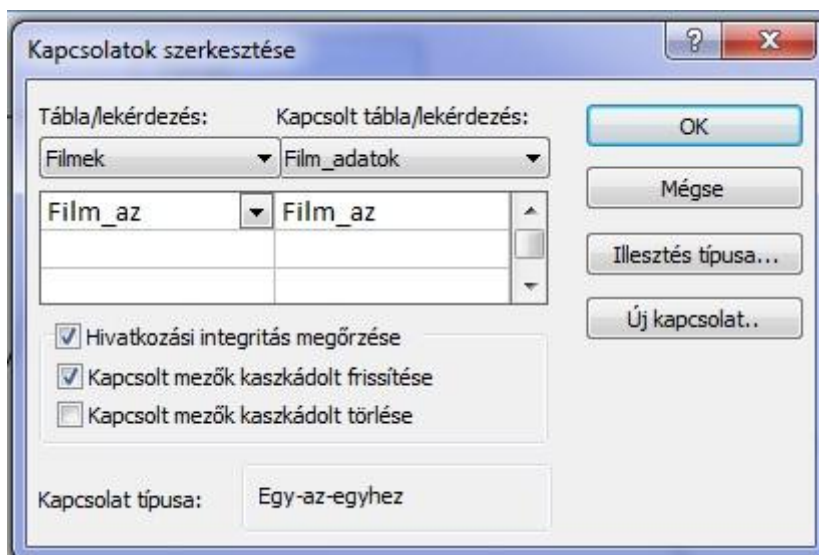 Kapcsolatok szerkesztése
Tábla/lekérdezés: Kapcsolt tábla/lekérdezés:
Filmek Film_adatok
Film_az Film_az
Hivatkozási integritás megőrzése
Kapcsolt mezők kaszkádolt frissítése
Kapcsolt mezők kaszkádolt törlése
Kapcsolat típusa: Egy-az-egyhez
OK
Mégse
Illesztés típusa...
Új kapcsolat..